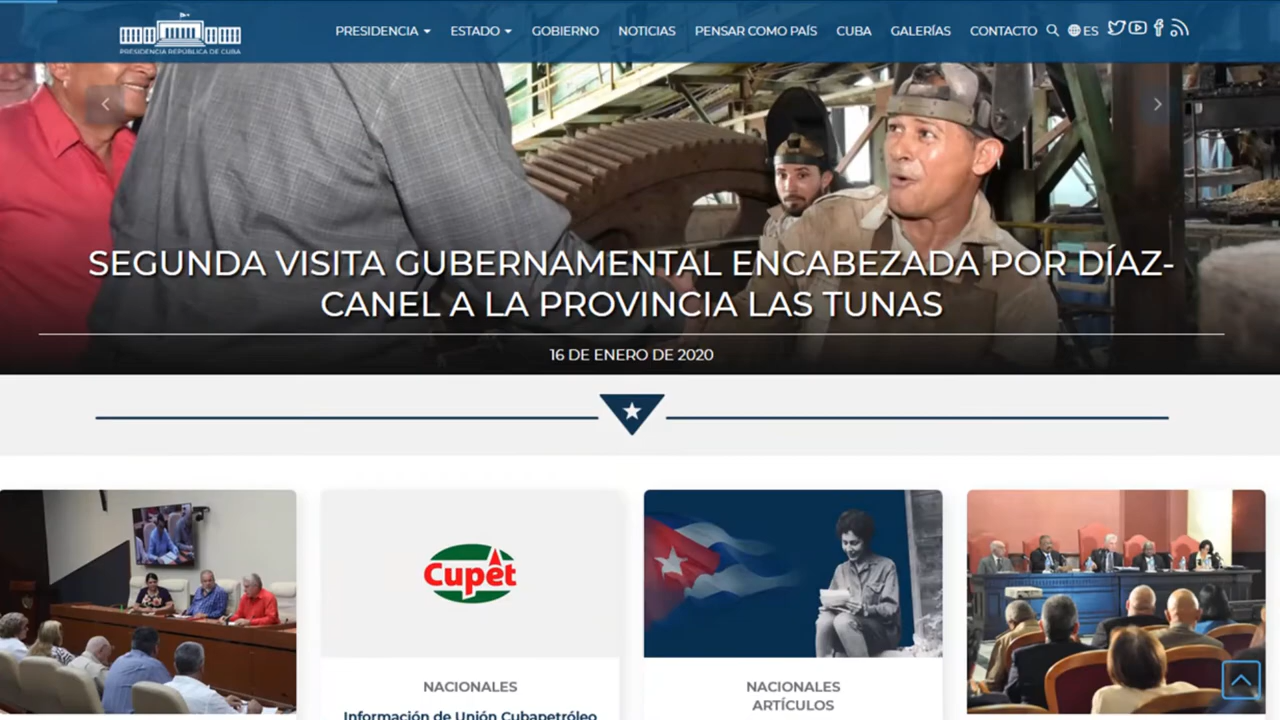 PRESIDENCIA REPÚBLICA DE CUBA
PRESIDENCIA ESTADO GOBIERNO NOTICIAS PENSAR COMO PAÍS CUBA GALERÍAS CONTACTO ES
SEGUNDA VISITA GUBERNAMENTAL ENCABEZADA POR DÍAZ-
CANEL A LA PROVINCIA LAS TUNAS
16 DE ENERO DE 2020
Cupet
NACIONALES
Información de Unión Cubapetróleo
NACIONALES
ARTÍCULOS